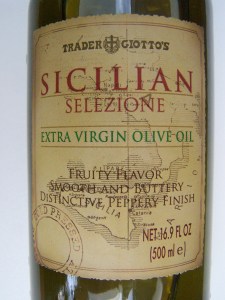 TRADER GIOTTO'S
SICILIAN
SELEZIONE
EXTRA VIRGIN OLIVE OIL
FRUITY FLAVOR
SMOOTH AND BUTTERY
DISTINCTIVE, PEPPERY FINISH
NET: 16.9 FL OZ
(500 ml e)